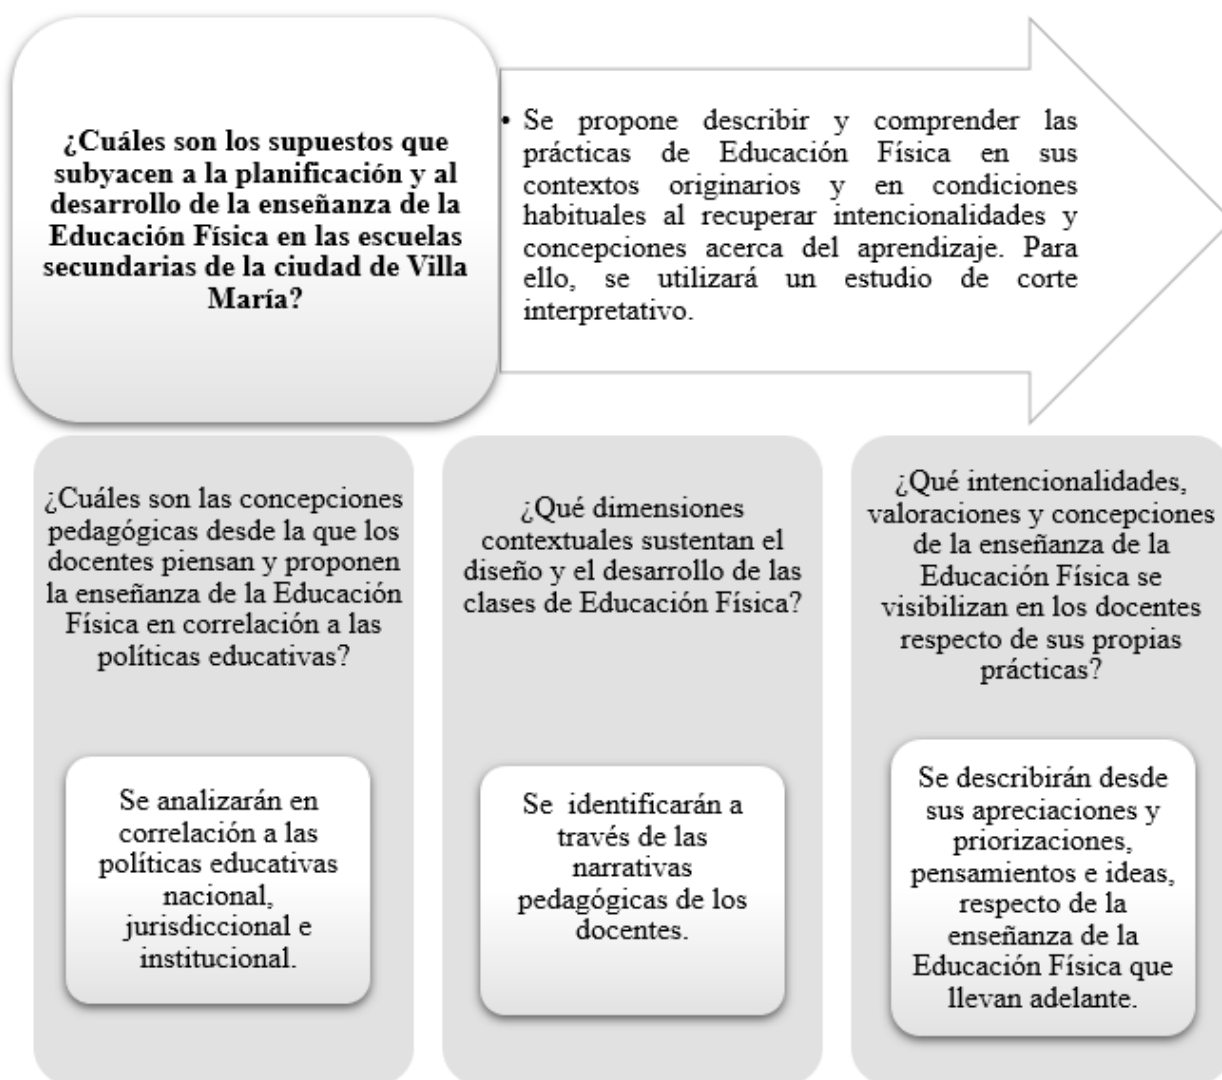 ¿Cuáles son los supuestos que
subyacen a la planificación y al
desarrollo de la enseñanza de la
Educación Física en las escuelas
secundarias de la ciudad de Villa
María?
• Se propone describir y comprender las
prácticas de Educación Física en sus
contextos originarios y en condiciones
habituales al recuperar intencionalidades y
concepciones acerca del aprendizaje. Para
ello, se utilizará un estudio de corte
interpretativo.
¿Cuáles son las concepciones
pedagógicas desde la que los
docentes piensan y proponen
la enseñanza de la Educación
Física en correlación a las
políticas educativas?
Se analizarán en
correlación a las
políticas educativas
nacional,
jurisdiccional e
institucional.
¿Qué dimensiones
contextuales sustentan el
diseño y el desarrollo de las
clases de Educación Física?
Se identificarán a
través de las
narrativas
pedagógicas de los
docentes.
¿Qué intencionalidades,
valoraciones y concepciones
de la enseñanza de la
Educación Física se
visibilizan en los docentes
respecto de sus propias
prácticas?
Se describirán desde
sus apreciaciones y
priorizaciones,
pensamientos e ideas,
respecto de la
enseñanza de la
Educación Física que
llevan adelante.